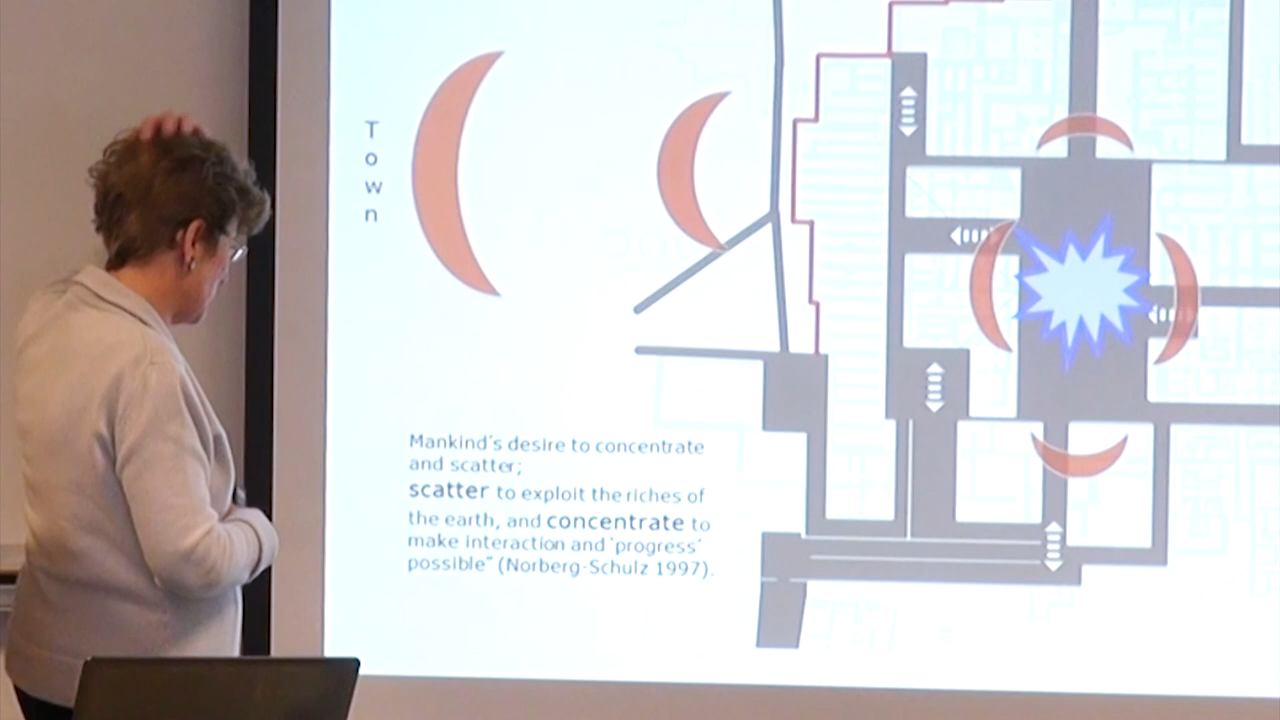 Town
Mankind's desire to concentrate
and scatter;
scatter to exploit the riches of
the earth, and concentrate to
make interaction and 'progress'
possible" (Norberg-Schulz 1997).